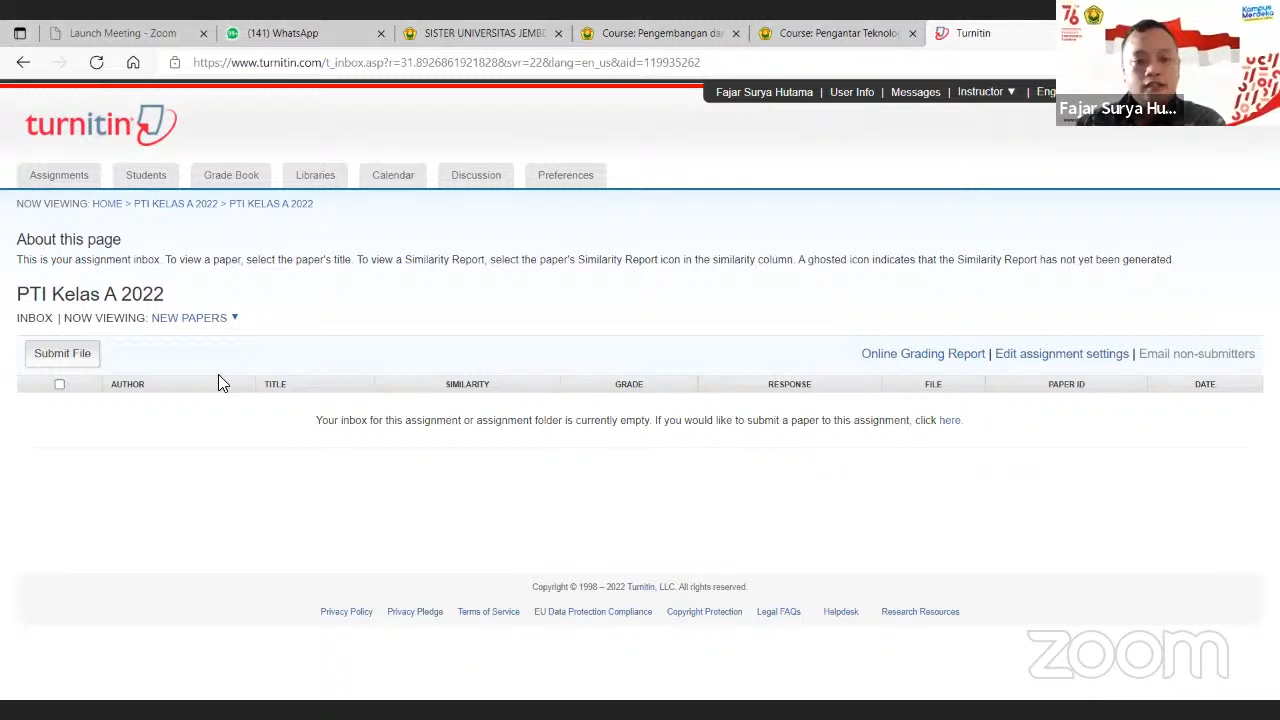 Launch Meeting - Zoom
(141) WhatsApp
SISTER UNIVERSITAS JEMBE
Course: Pengembangan dan
Course: Pengantar Teknolog
Turnitin
76
Kampus Merdeka
https://www.turnitin.com/t_inbox.asp?r=31.8928619218283&svr=22&lang=en_us&aid=119935262
Fajar Surya Hutama | User Info | Messages | Instructor ▼ | Eng
Fajar Surya Hu...
turnitin
Assignments Students Grade Book Libraries Calendar Discussion Preferences
NOW VIEWING: HOME > PTI KELAS A 2022 > PTI KELAS A 2022
About this page
This is your assignment inbox. To view a paper, select the paper's title. To view a Similarity Report, select the paper's Similarity Report icon in the similarity column. A ghosted icon indicates that the Similarity Report has not yet been generated.
PTI Kelas A 2022
INBOX | NOW VIEWING: NEW PAPERS ▼
Submit File
Online Grading Report | Edit assignment settings | Email non-submitters
AUTHOR TITLE SIMILARITY GRADE RESPONSE FILE PAPER ID DATE
Your inbox for this assignment or assignment folder is currently empty. If you would like to submit a paper to this assignment, click here.
Copyright © 1998 – 2022 Turnitin, LLC. All rights reserved.
Privacy Policy Privacy Pledge Terms of Service EU Data Protection Compliance Copyright Protection Legal FAQs Helpdesk Research Resources
zoom